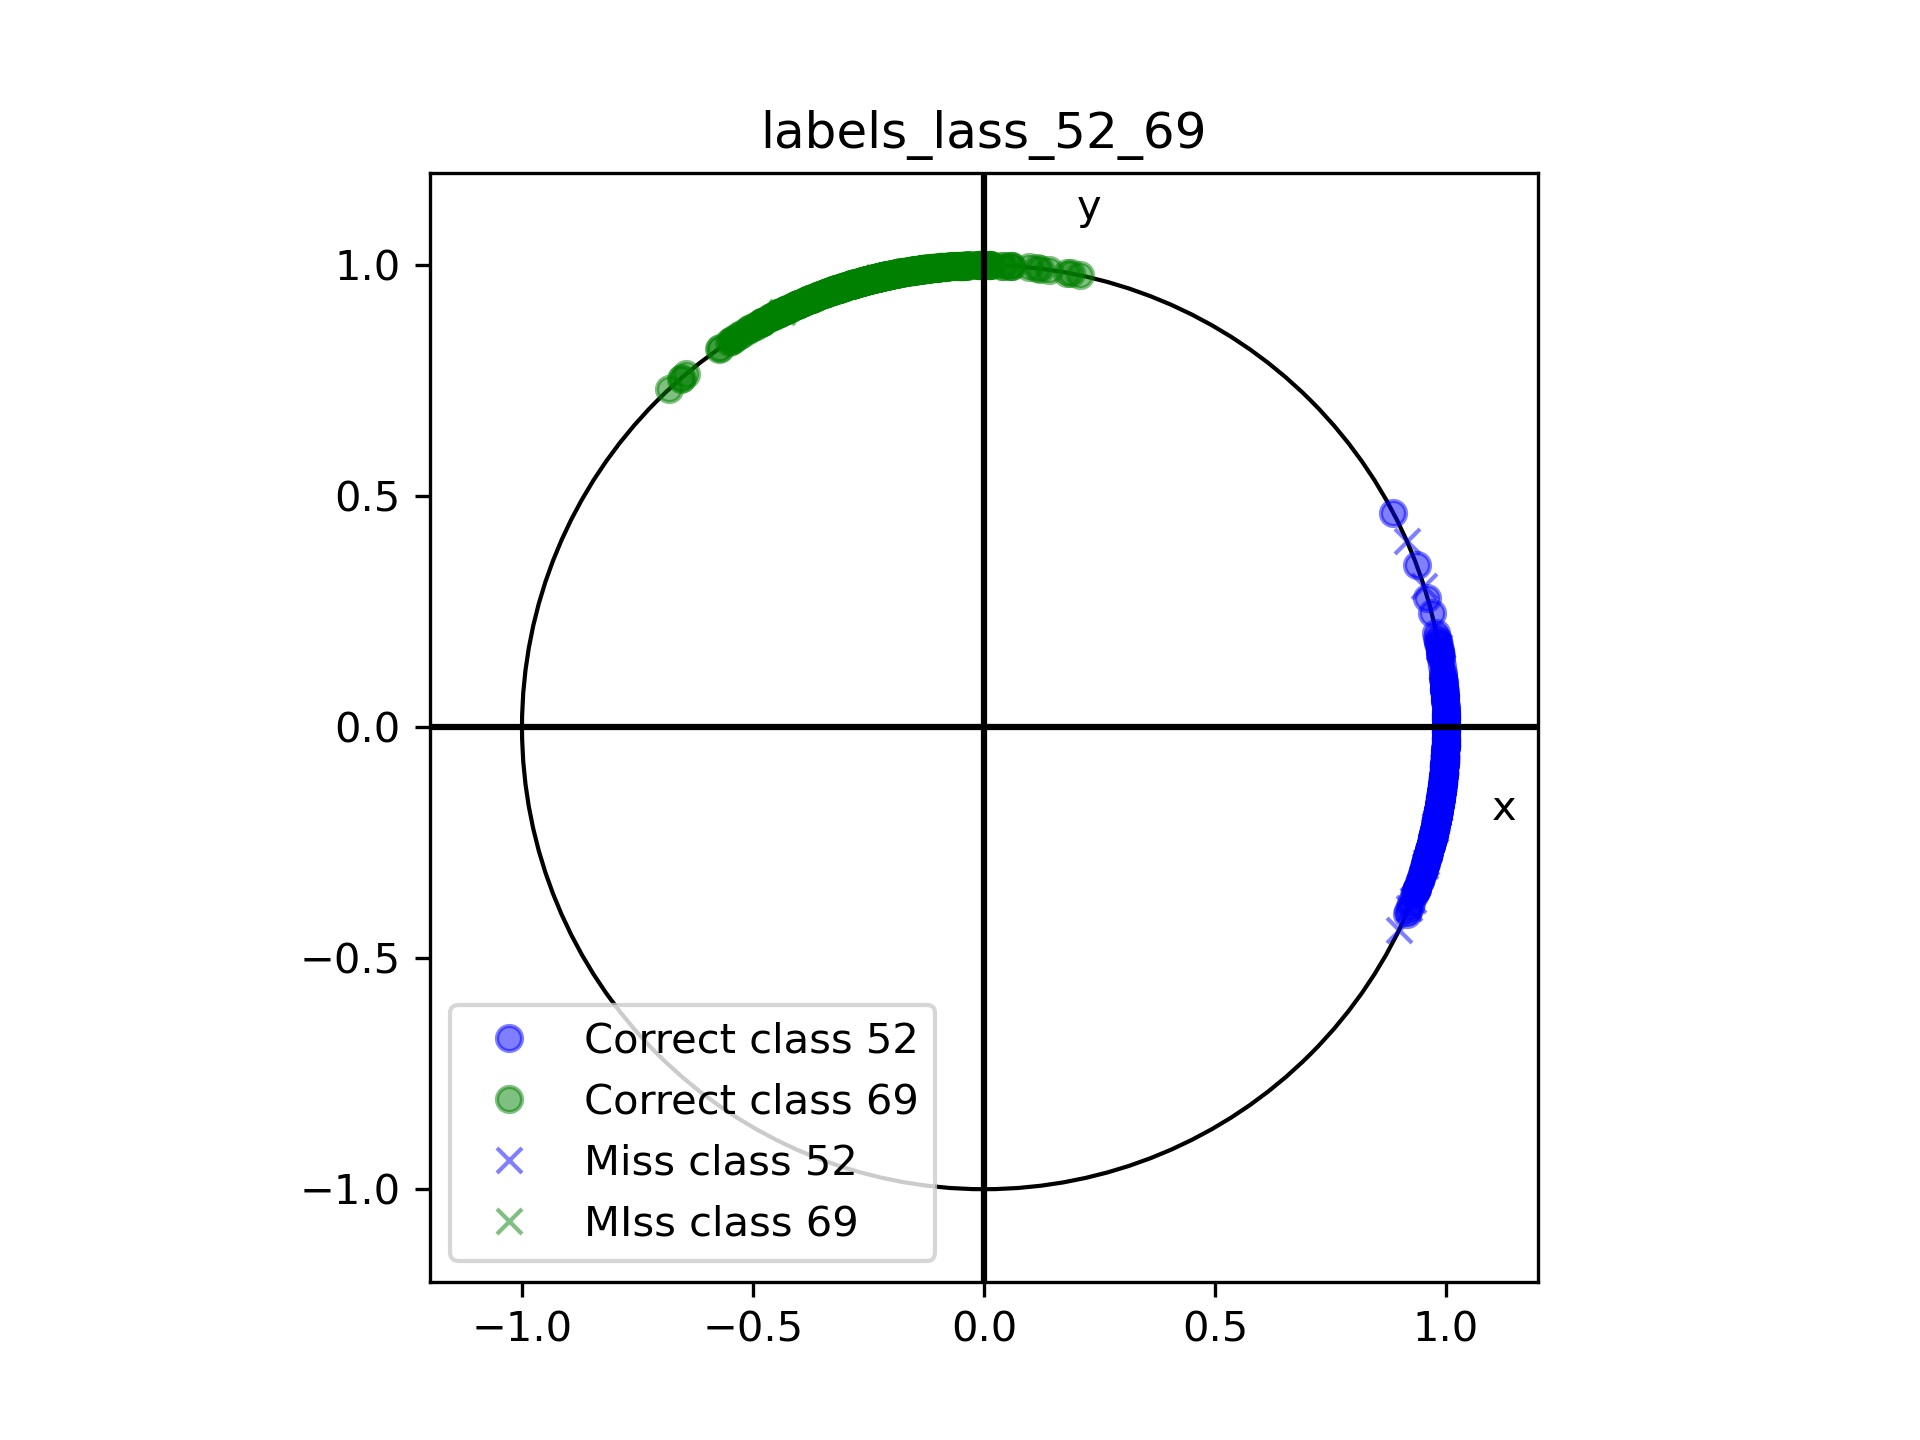 labels_lass_52_69
y
1.0
0.5
0.0
x
−0.5
−1.0
Correct class 52
Correct class 69
Miss class 52
MIss class 69
−1.0 −0.5 0.0 0.5 1.0